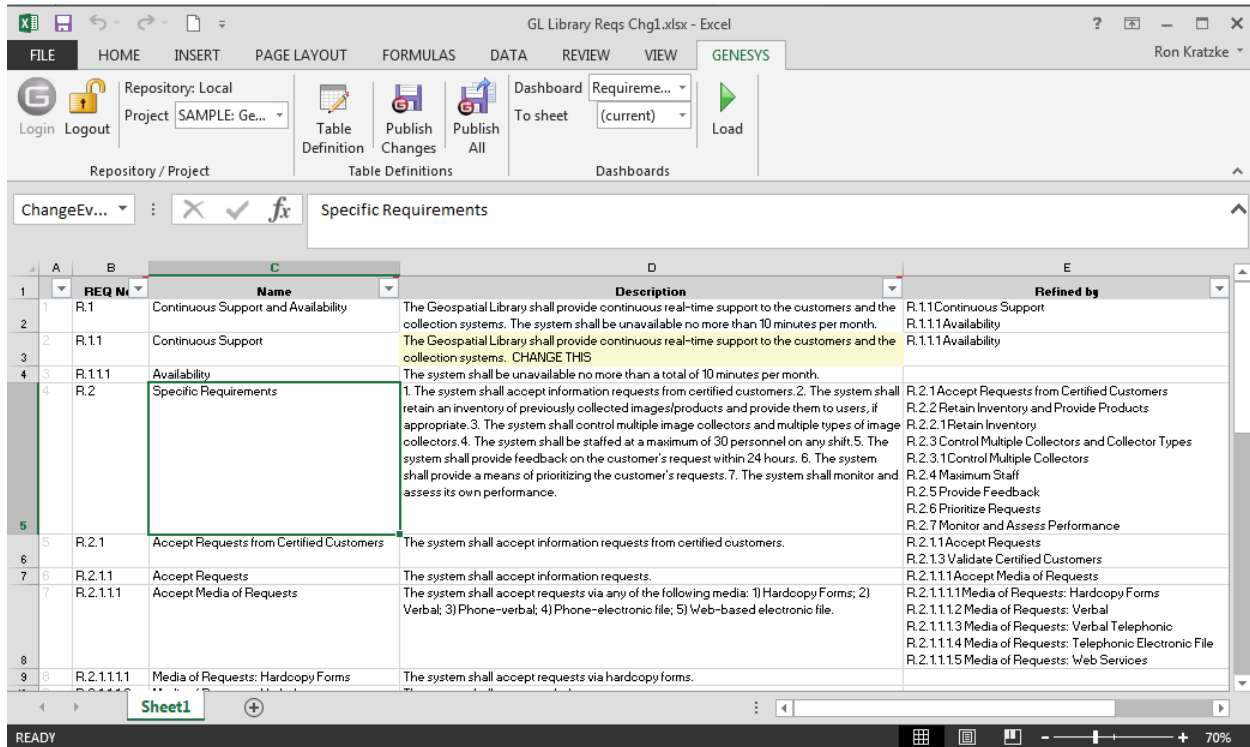 GL Library Reqs Chg1.xlsx - Excel
?
FILE HOME INSERT PAGE LAYOUT FORMULAS DATA REVIEW VIEW GENESYS Ron Kratzke
Repository: Local
Project SAMPLE: Ge...
Login Logout
Repository / Project
Table Definition
Publish Changes
Publish All
Table Definitions
Dashboard Requireme...
To sheet (current)
Load
Dashboards
ChangeEv... fx Specific Requirements
A B C D E
1 REQ Name Description Refined by
2 1 R.1 Continuous Support and Availability
The Geospatial Library shall provide continuous real-time support to the customers and the
collection systems. The system shall be unavailable no more than 10 minutes per month.
R.1.1 Continuous Support
R.1.1.1 Availability
3 2 R.1.1 Continuous Support
The Geospatial Library shall provide continuous real-time support to the customers and the
collection systems. CHANGE THIS
R.1.1.1 Availability
4 3 R.1.1.1 Availability The system shall be unavailable no more than a total of 10 minutes per month.
5 4 R.2 Specific Requirements
1. The system shall accept information requests from certified customers.2. The system shall
retain an inventory of previously collected images/products and provide them to users, if
appropriate.3. The system shall control multiple image collectors and multiple types of image
collectors.4. The system shall be staffed at a maximum of 30 personnel on any shift.5. The
system shall provide feedback on the customer's request within 24 hours. 6. The system
shall provide a means of prioritizing the customer's requests.7. The system shall monitor and
assess its own performance.
R.2.1 Accept Requests from Certified Customers
R.2.2 Retain Inventory and Provide Products
R.2.2.1 Retain Inventory
R.2.3 Control Multiple Collectors and Collector Types
R.2.3.1 Control Multiple Collectors
R.2.4 Maximum Staff
R.2.5 Provide Feedback
R.2.6 Prioritize Requests
R.2.7 Monitor and Assess Performance
6 5 R.2.1 Accept Requests from Certified Customers The system shall accept information requests from certified customers.
R.2.1.1 Accept Requests
R.2.1.3 Validate Certified Customers
7 6 R.2.1.1 Accept Requests The system shall accept information requests. R.2.1.1.1 Accept Media of Requests
8 7 R.2.1.1.1 Accept Media of Requests
The system shall accept requests via any of the following media: 1) Hardcopy Forms; 2)
Verbal; 3) Phone-verbal; 4) Phone-electronic file; 5) Web-based electronic file.
R.2.1.1.1.1 Media of Requests: Hardcopy Forms
R.2.1.1.1.2 Media of Requests: Verbal
R.2.1.1.1.3 Media of Requests: Verbal Telephonic
R.2.1.1.1.4 Media of Requests: Telephonic Electronic File
R.2.1.1.1.5 Media of Requests: Web Services
9 8 R.2.1.1.1.1 Media of Requests: Hardcopy Forms The system shall accept requests via hardcopy forms.
Sheet1
READY 70%